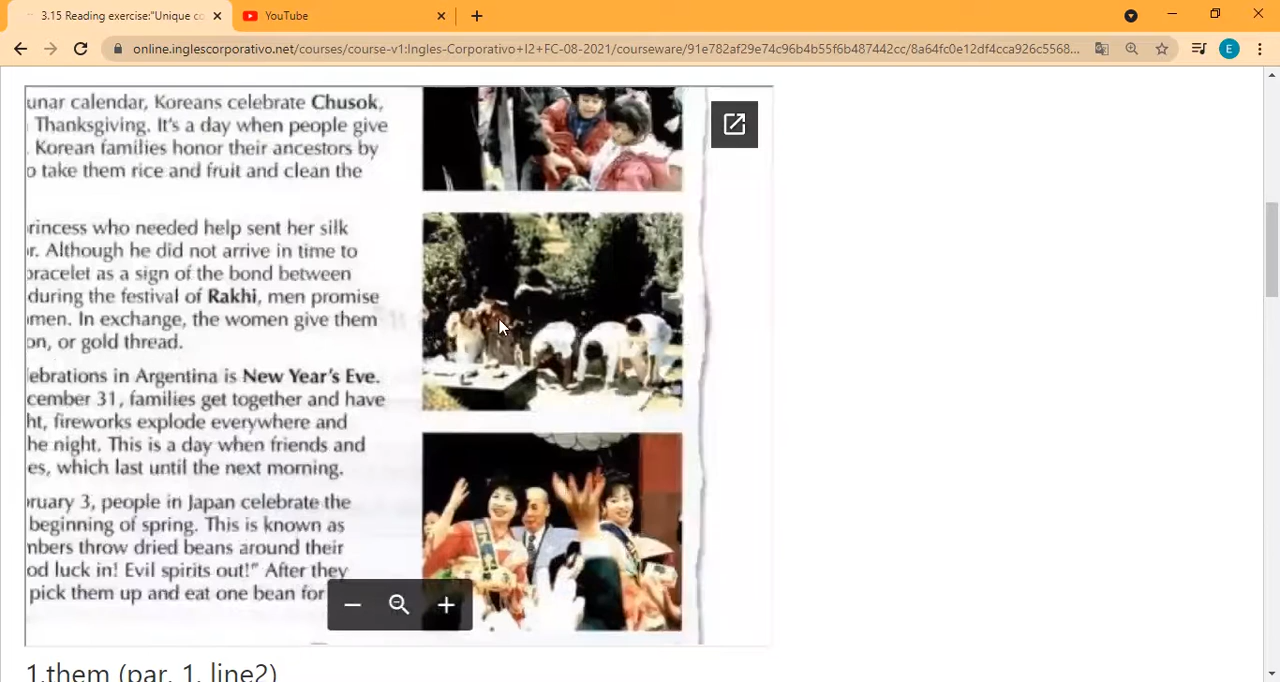 3.15 Reading exercise:"Unique co
YouTube
online.inglescorporativo.net/courses/course-v1:Ingles-Corporativo+I2+FC-08-2021/courseware/91e782af29e74c96b4b55f6b487442cc/8a64fc0e12df4cca926c5568...
E
unar calendar, Koreans celebrate Chusok,
Thanksgiving. It's a day when people give
Korean families honor their ancestors by
o take them rice and fruit and clean the
rincess who needed help sent her silk
r. Although he did not arrive in time to
bracelet as a sign of the bond between
during the festival of Rakhi, men promise
men. In exchange, the women give them
on, or gold thread.
ebrations in Argentina is New Year's Eve.
cember 31, families get together and have
ht, fireworks explode everywhere and
he night. This is a day when friends and
es, which last until the next morning.
ruary 3, people in Japan celebrate the
beginning of spring. This is known as
mbers throw dried beans around their
od luck in! Evil spirits out!" After they
pick them up and eat one bean for
1.them (par. 1, line2)